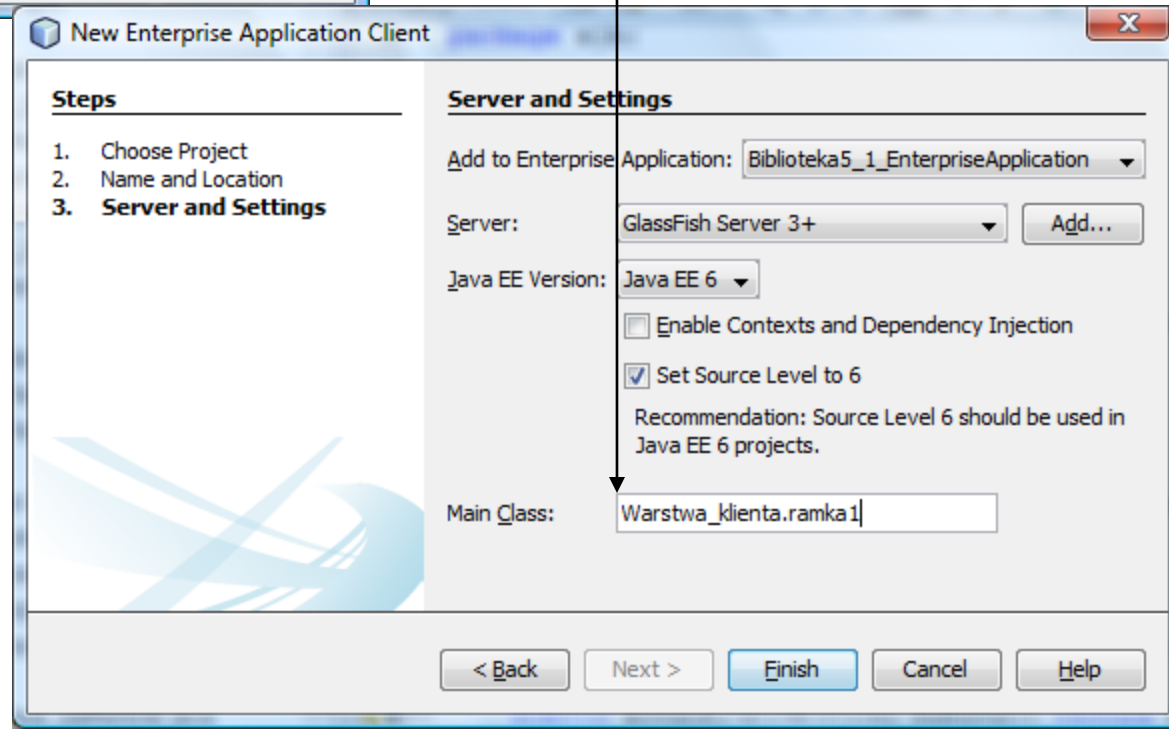 New Enterprise Application Client
Steps
1. Choose Project
2. Name and Location
3. Server and Settings
Server and Settings
Add to Enterprise Application: Biblioteka5_1_EnterpriseApplication
Server: GlassFish Server 3+ Add...
Java EE Version: Java EE 6
Enable Contexts and Dependency Injection
Set Source Level to 6
Recommendation: Source Level 6 should be used in
Java EE 6 projects.
Main Class: Warstwa_klienta.ramka1
< Back Next > Finish Cancel Help